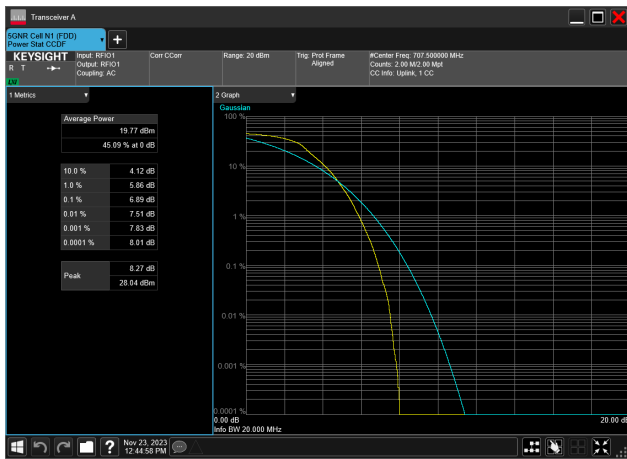 Transceiver A
5GNR Cell N1 (FDD)
Power Stat CCDF
KEYSIGHT
R T
Input: RFIO1
Output: RFIO1
Coupling: AC
Corr CCorr
Range: 20 dBm
Trig: Prot Frame
Aligned
#Center Freq: 707.500000 MHz
Counts: 2.00 M/2.00 Mpt
CC Info: Uplink, 1 CC
1 Metrics
Average Power
19.77 dBm
45.09 % at 0 dB
10.0 % 4.12 dB
1.0 % 5.86 dB
0.1 % 6.89 dB
0.01 % 7.51 dB
0.001 % 7.83 dB
0.0001 % 8.01 dB
Peak
8.27 dB
28.04 dBm
2 Graph
Gaussian
100 %
10 %
1 %
0.1 %
0.01 %
0.001 %
0.0001 %
0.00 dB
20.00 dB
Info BW 20.000 MHz
Nov 23, 2023
12:44:58 PM